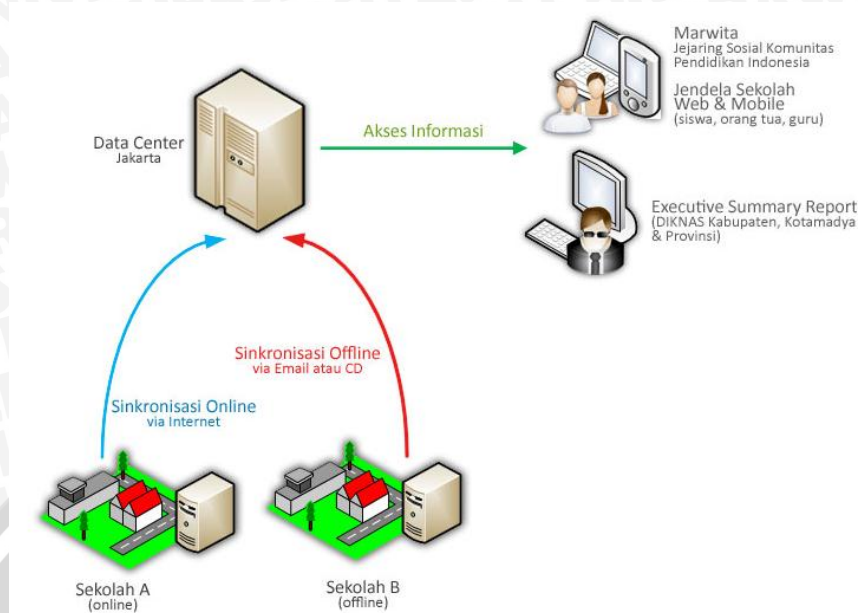 Marwita
Jejaring Sosial Komunitas
Pendidikan Indonesia
Jendela Sekolah
Web & Mobile
(siswa, orang tua, guru)
Data Center
Jakarta
Akses Informasi
Executive Summary Report
(DIKNAS Kabupaten, Kotamadya
& Provinsi)
Sinkronisasi Offline
via Email atau CD
Sinkronisasi Online
via Internet
Sekolah A
(online)
Sekolah B
(offline)